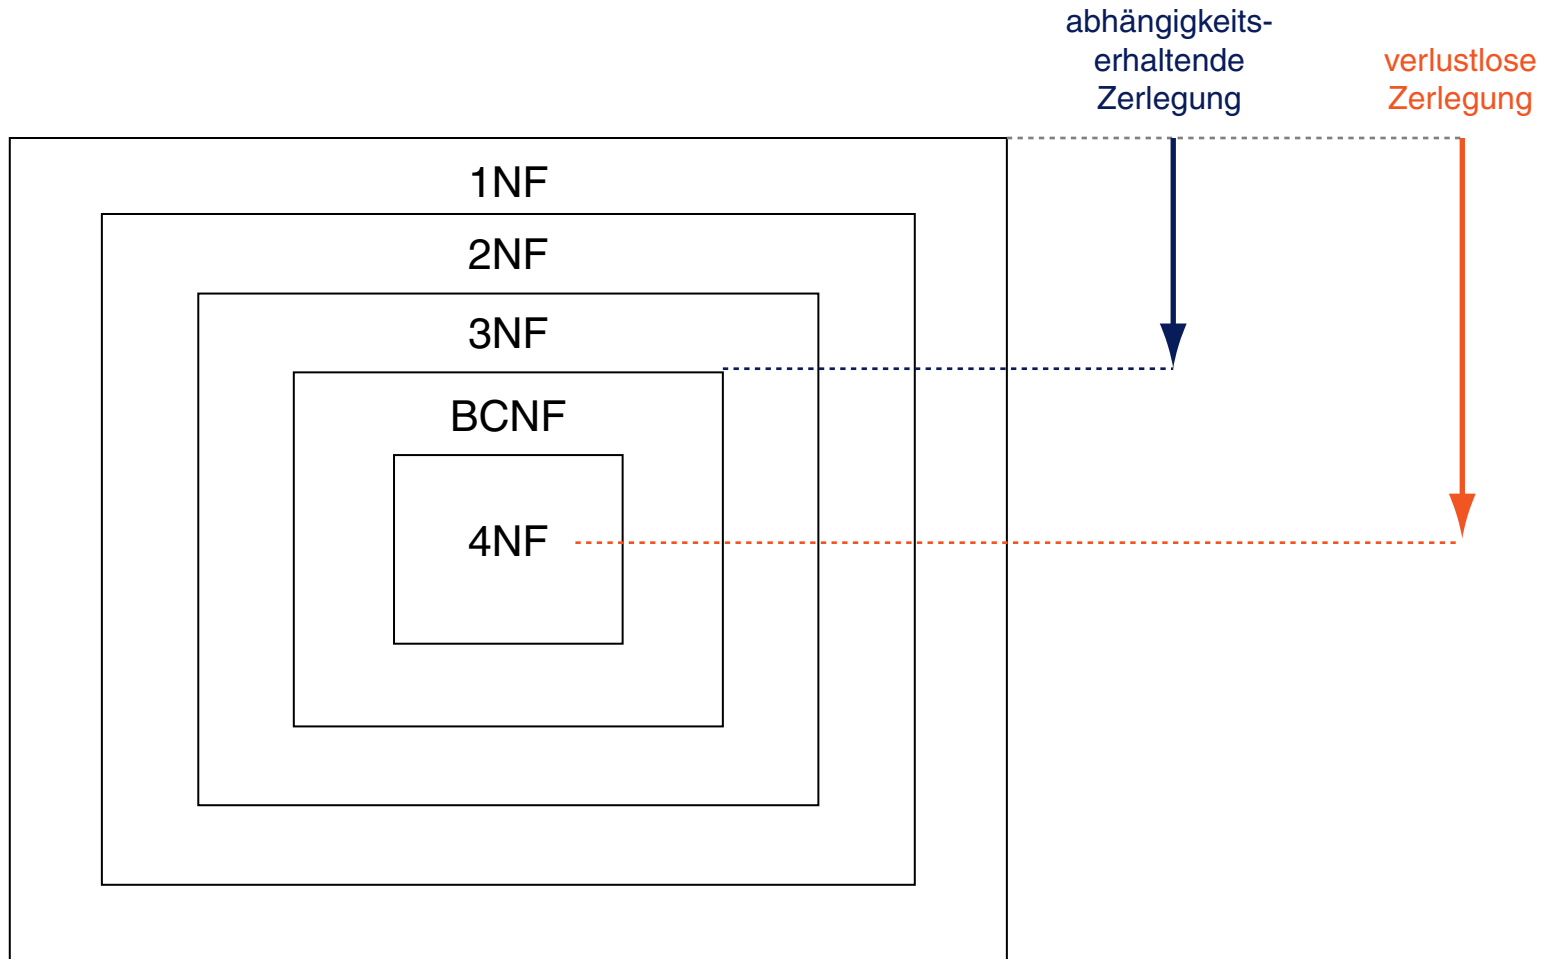 abhängigkeits-
erhaltende
Zerlegung
verlustlose
Zerlegung
1NF
2NF
3NF
BCNF
4NF